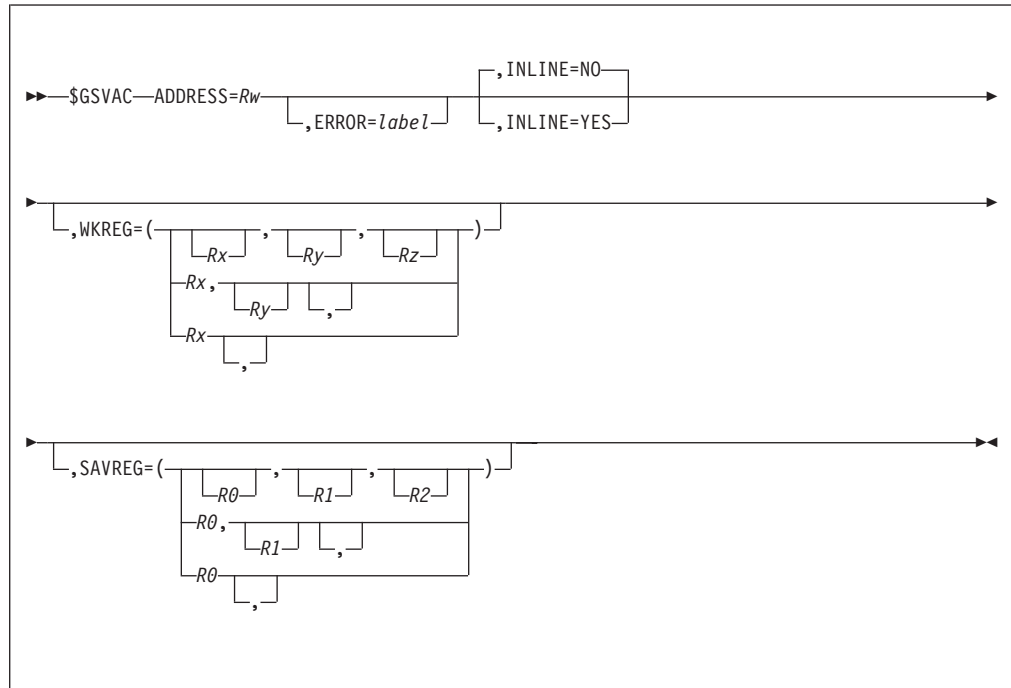 ,INLINE=NO
$GSVAC ADDRESS=Rw
,ERROR=label ,INLINE=YES
,WKREG=( , , )
Rx Ry Rz
Rx,
Ry ,
Rx
,
,SAVREG=( , , )
R0 R1 R2
R0,
R1 ,
R0
,